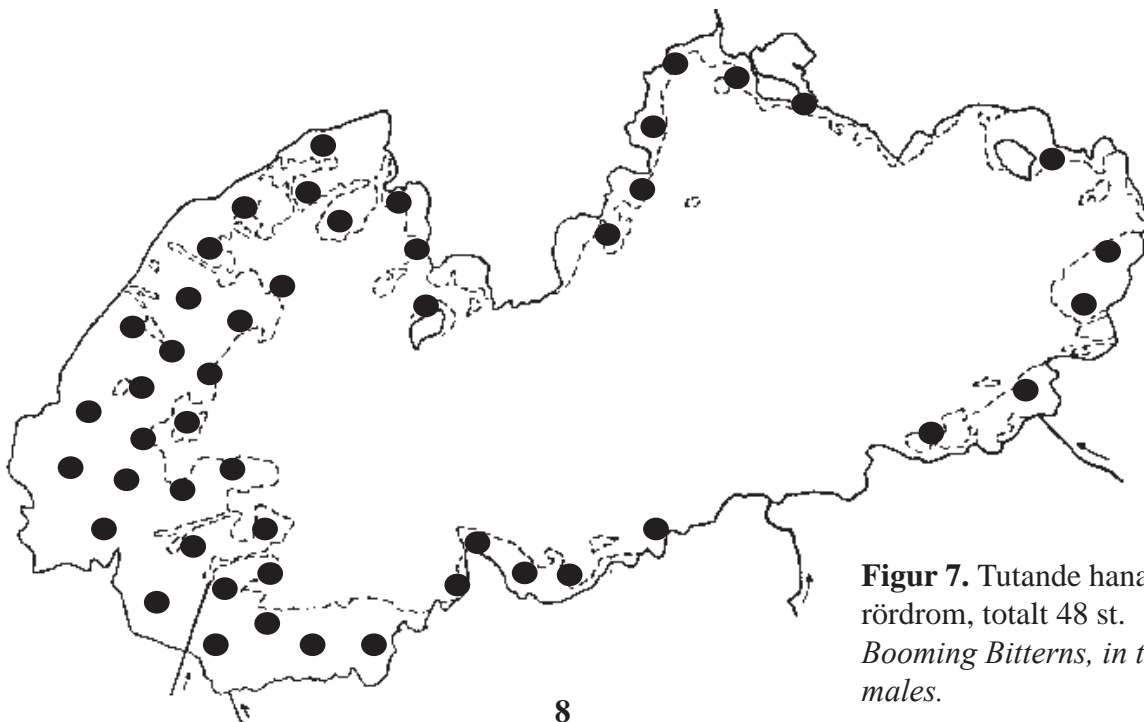 Figur 7. Tutande hana
rördrom, totalt 48 st.
Booming Bitterns, in t
males.
8